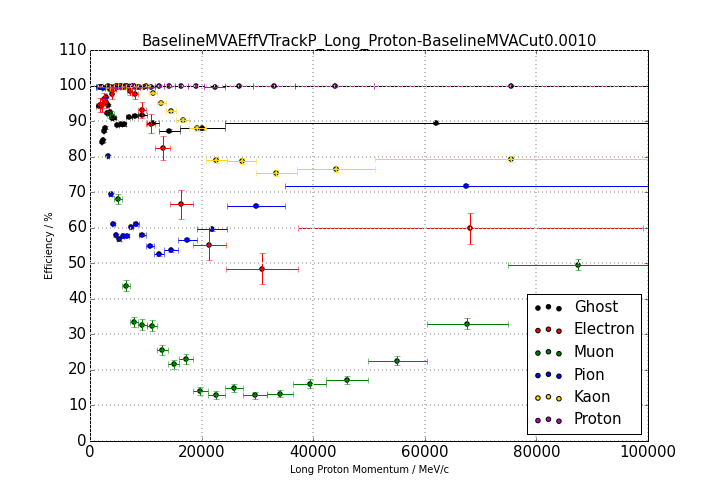 BaselineMVAEffVTrackP_Long_Proton-BaselineMVACut0.0010
110
100
90
80
70
60
50
40
30
20
10
0
Efficiency / %
Ghost
Electron
Muon
Pion
Kaon
Proton
0 20000 40000 60000 80000 100000
Long Proton Momentum / MeV/c